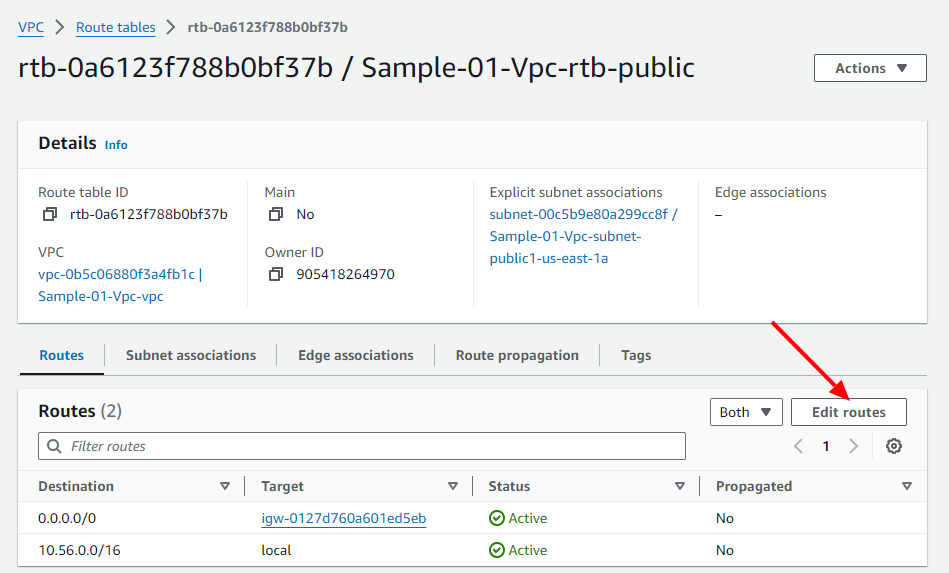 VPC > Route tables > rtb-0a6123f788b0bf37b
rtb-0a6123f788b0bf37b / Sample-01-Vpc-rtb-public
Actions
Details Info
Route table ID
rtb-0a6123f788b0bf37b
Main
No
Explicit subnet associations
subnet-00c5b9e80a299cc8f /
Sample-01-Vpc-subnet-
public1-us-east-1a
Edge associations
–
VPC
vpc-0b5c06880f3a4fb1c |
Sample-01-Vpc-vpc
Owner ID
905418264970
Routes Subnet associations Edge associations Route propagation Tags
Routes (2)
Both
Edit routes
Filter routes
1
Destination Target Status Propagated
0.0.0.0/0 igw-0127d760a601ed5eb Active No
10.56.0.0/16 local Active No